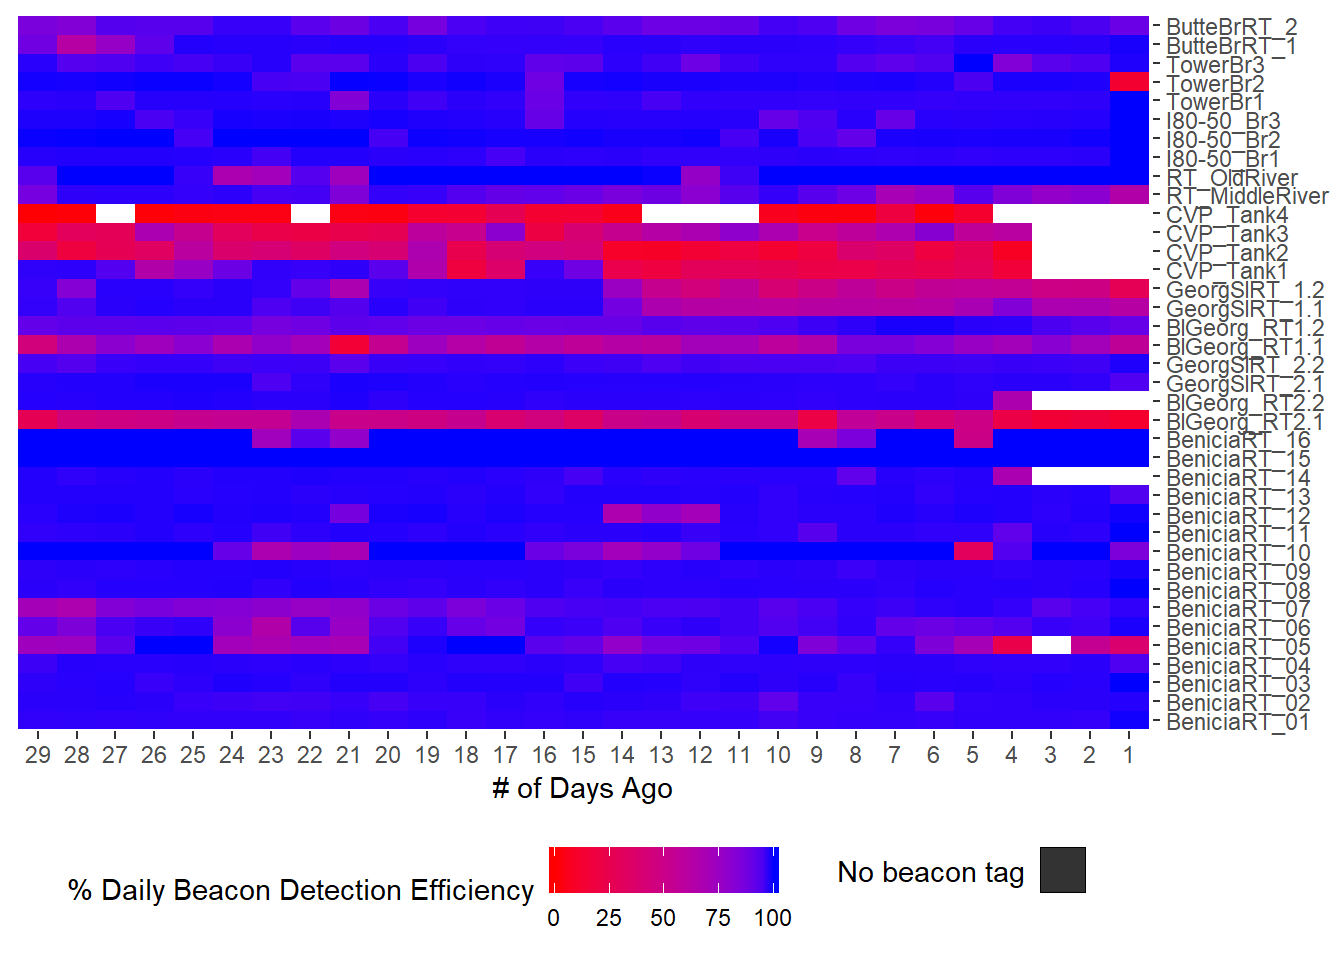 ButteBrRT_2
ButteBrRT_1
TowerBr3
TowerBr2
TowerBr1
I80-50_Br3
I80-50_Br2
I80-50_Br1
RT_OldRiver
RT_MiddleRiver
CVP_Tank4
CVP_Tank3
CVP_Tank2
CVP_Tank1
GeorgSlRT_1.2
GeorgSlRT_1.1
BlGeorg_RT1.2
BlGeorg_RT1.1
GeorgSlRT_2.2
GeorgSlRT_2.1
BlGeorg_RT2.2
BlGeorg_RT2.1
BeniciaRT_16
BeniciaRT_15
BeniciaRT_14
BeniciaRT_13
BeniciaRT_12
BeniciaRT_11
BeniciaRT_10
BeniciaRT_09
BeniciaRT_08
BeniciaRT_07
BeniciaRT_06
BeniciaRT_05
BeniciaRT_04
BeniciaRT_03
BeniciaRT_02
BeniciaRT_01
29 28 27 26 25 24 23 22 21 20 19 18 17 16 15 14 13 12 11 10 9 8 7 6 5 4 3 2 1
# of Days Ago
% Daily Beacon Detection Efficiency
0 25 50 75 100
No beacon tag